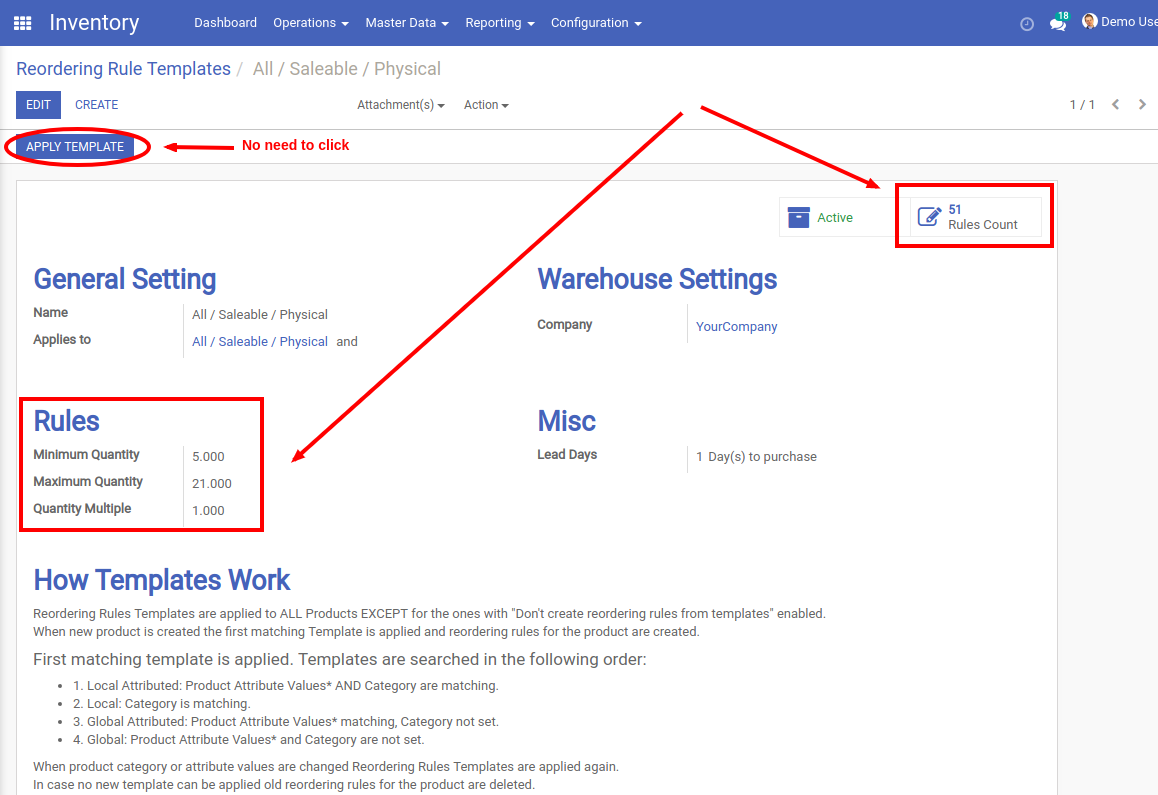 Inventory Dashboard Operations Master Data Reporting Configuration 18 Demo Use
Reordering Rule Templates / All / Saleable / Physical
EDIT CREATE Attachment(s) Action 1 / 1
APPLY TEMPLATE No need to click
Active 51
Rules Count
General Setting Warehouse Settings
Name All / Saleable / Physical
Company YourCompany
Applies to All / Saleable / Physical and
Rules Misc
Minimum Quantity 5.000 Lead Days 1 Day(s) to purchase
Maximum Quantity 21.000
Quantity Multiple 1.000
How Templates Work
Reordering Rules Templates are applied to ALL Products EXCEPT for the ones with "Don't create reordering rules from templates" enabled.
When new product is created the first matching Template is applied and reordering rules for the product are created.
First matching template is applied. Templates are searched in the following order:
• 1. Local Attributed: Product Attribute Values* AND Category are matching.
• 2. Local: Category is matching.
• 3. Global Attributed: Product Attribute Values* matching, Category not set.
• 4. Global: Product Attribute Values* and Category are not set.
When product category or attribute values are changed Reordering Rules Templates are applied again.
In case no new template can be applied old reordering rules for the product are deleted.